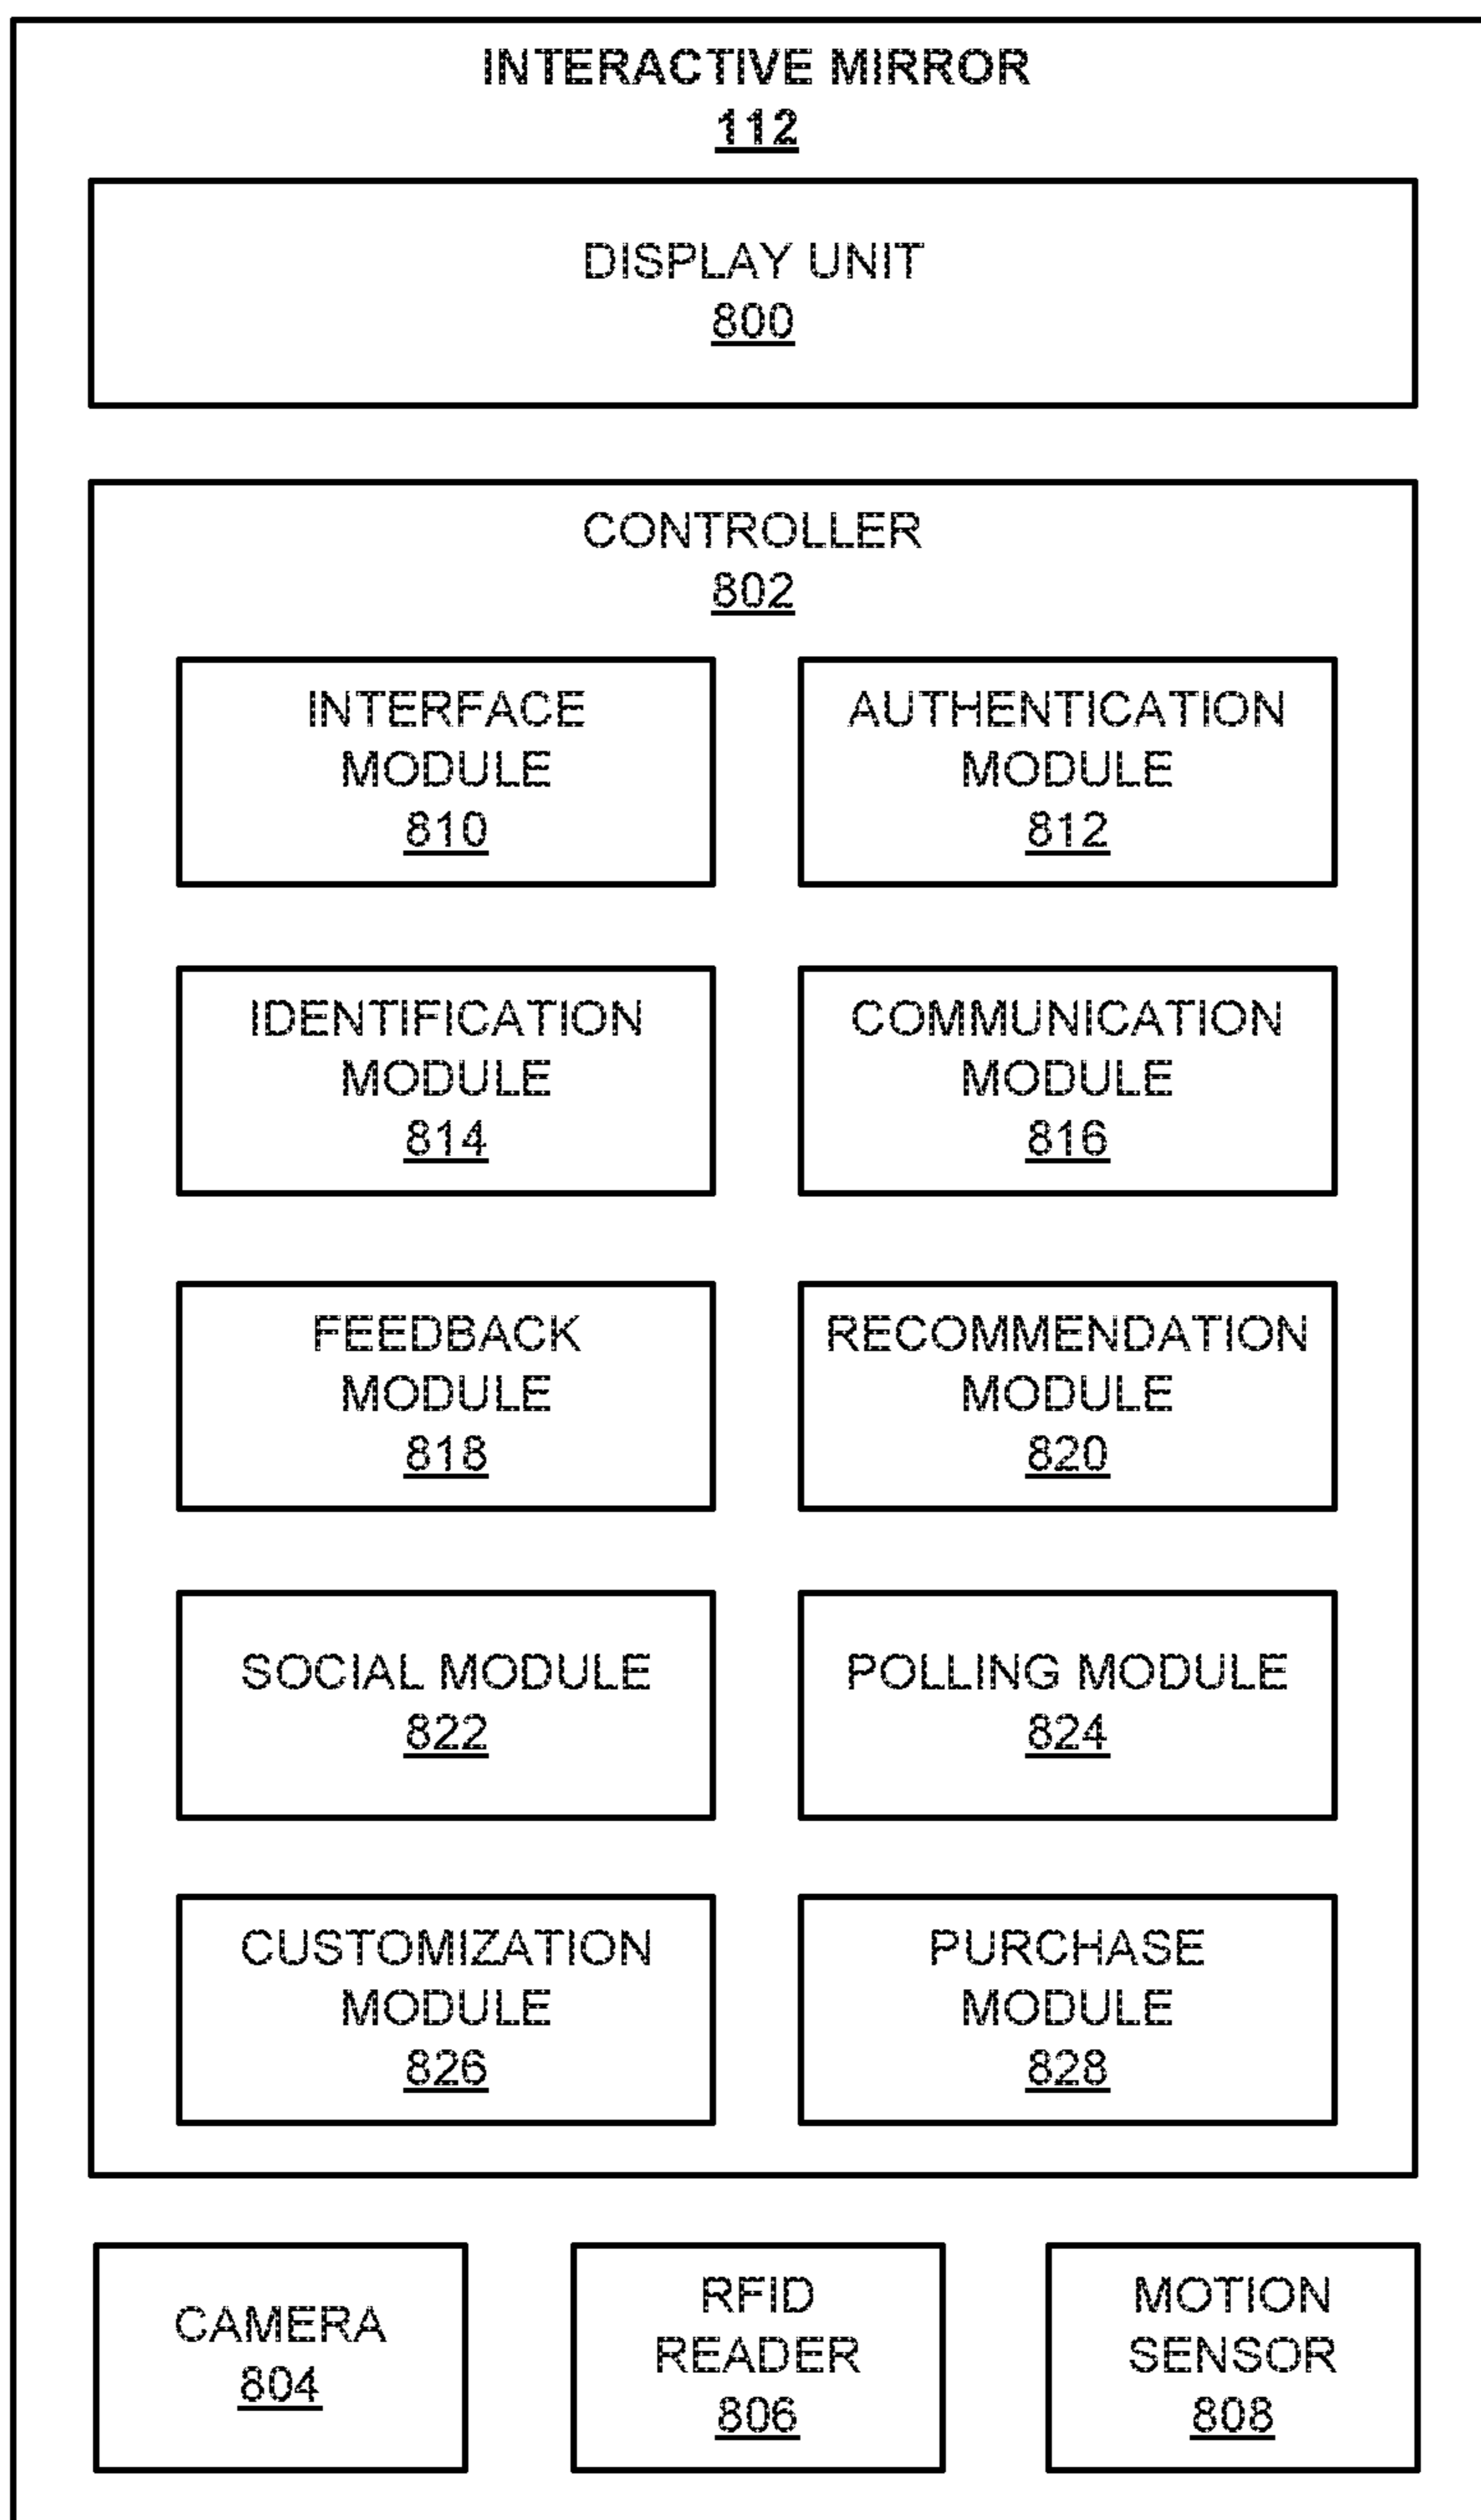 INTERACTIVE MIRROR
112
DISPLAY UNIT
800
CONTROLLER
802
INTERFACE
MODULE
810
AUTHENTICATION
MODULE
812
IDENTIFICATION
MODULE
814
COMMUNICATION
MODULE
816
FEEDBACK
MODULE
818
RECOMMENDATION
MODULE
820
SOCIAL MODULE
822
POLLING MODULE
824
CUSTOMIZATION
MODULE
826
PURCHASE
MODULE
828
CAMERA
804
RFID
READER
806
MOTION
SENSOR
808